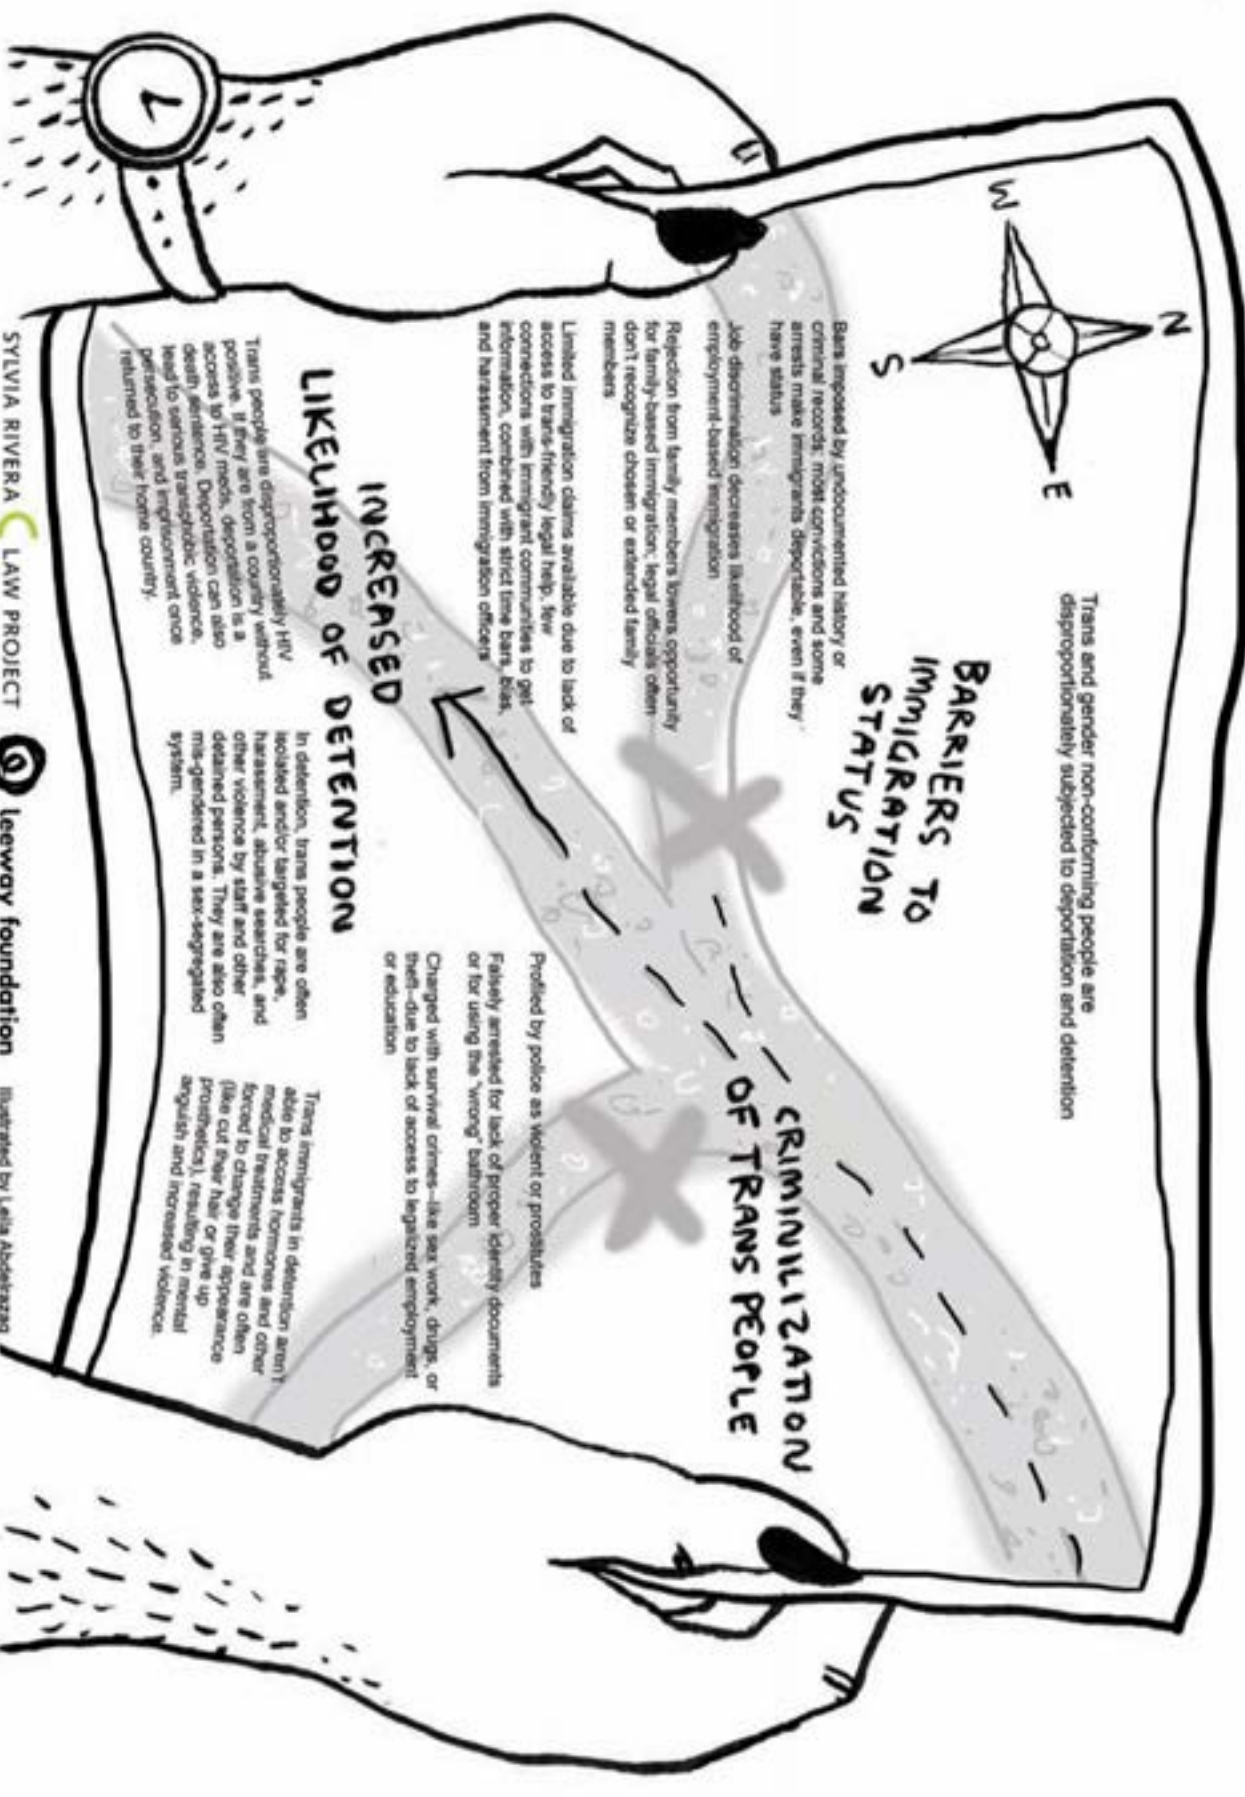 N
W
E
S
Trans and gender non-conforming people are
disproportionately subjected to deportation and detention
BARRIERS TO
IMMIGRATION
STATUS
Bars imposed by undocumented history or
criminal records: most convictions and some
arrests make immigrants deportable, even if they
have status
Job discrimination decreases likelihood of
employment-based immigration
Rejection from family members lowers opportunity
for family-based immigration; legal officials often
don't recognize chosen or extended family
members
Limited immigration claims available due to lack of
access to trans-friendly legal help, few
connections with immigrant communities to get
information, combined with strict time bars, bias,
and harassment from immigration officers
CRIMINILIZATION
OF TRANS PEOPLE
Profiled by police as violent or prostitutes
Falsely arrested for lack of proper identity documents
or for using the "wrong" bathroom
Charged with survival crimes--like sex work, drugs, or
theft--due to lack of access to legalized employment
or education
INCREASED
LIKELIHOOD OF DETENTION
Trans people are disproportionately HIV
positive. If they are from a country without
access to HIV meds, deportation is a
death sentence. Deportation can also
lead to serious transphobic violence,
persecution, and imprisonment once
returned to their home country.
In detention, trans people are often
isolated and/or targeted for rape,
harassment, abusive searches, and
other violence by staff and other
detained persons. They are also often
mis-gendered in a sex-segregated
system.
Trans immigrants in detention aren't
able to access hormones and other
medical treatments and are often
forced to change their appearance
(like cut their hair or give up
prosthetics), resulting in mental
anguish and increased violence.
SYLVIA RIVERA LAW PROJECT leeway foundation Illustrated by Leila Abdelrazaq